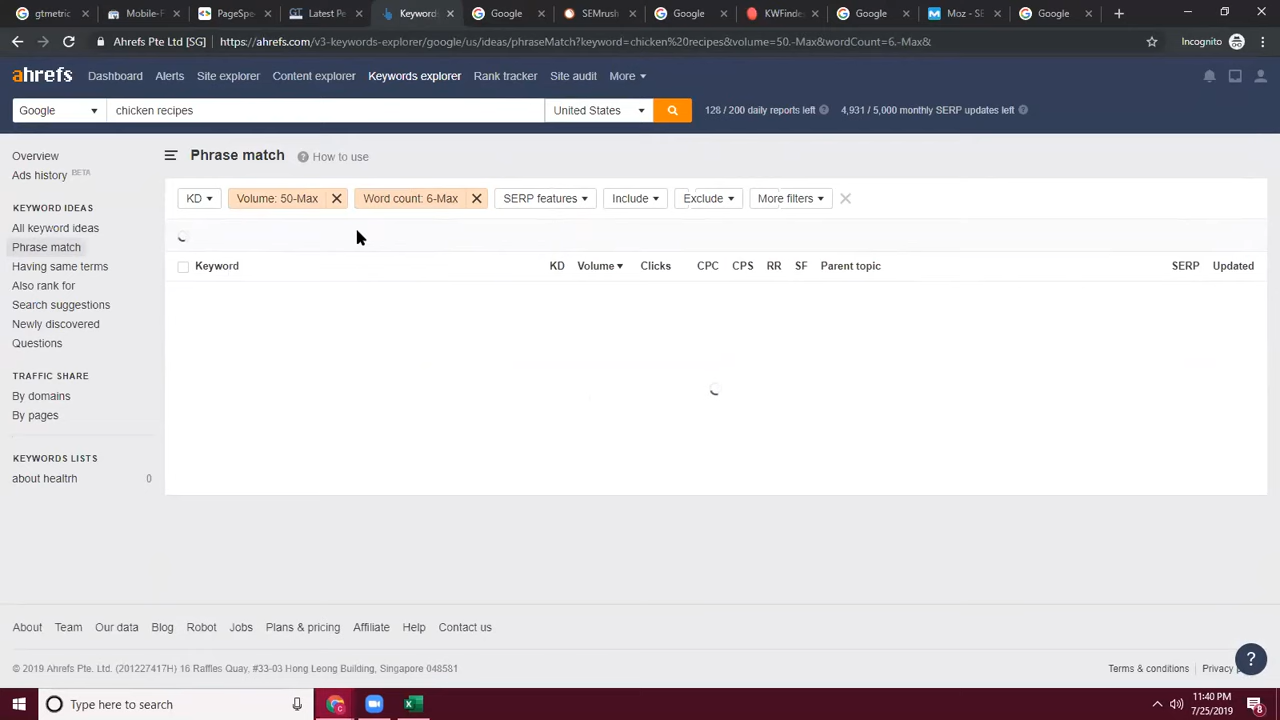 gtmetric
Mobile-F
PageSpe
Latest Pe
Keywords
Google
SEMrush
Google
KWFinde
Google
Moz - SE
Google
Ahrefs Pte Ltd [SG]
https://ahrefs.com/v3-keywords-explorer/google/us/ideas/phraseMatch?keyword=chicken%20recipes&volume=50.-Max&wordCount=6.-Max&
Incognito
ahrefs
Dashboard
Alerts
Site explorer
Content explorer
Keywords explorer
Rank tracker
Site audit
More
Google
chicken recipes
United States
128 / 200 daily reports left
4,931 / 5,000 monthly SERP updates left
Overview
Ads history BETA
KEYWORD IDEAS
All keyword ideas
Phrase match
Having same terms
Also rank for
Search suggestions
Newly discovered
Questions
TRAFFIC SHARE
By domains
By pages
KEYWORDS LISTS
about healtrh 0
Phrase match
How to use
KD
Volume: 50-Max
Word count: 6-Max
SERP features
Include
Exclude
More filters
Keyword
KD
Volume
Clicks
CPC
CPS
RR
SF
Parent topic
SERP
Updated
About
Team
Our data
Blog
Robot
Jobs
Plans & pricing
Affiliate
Help
Contact us
© 2019 Ahrefs Pte. Ltd. (201227417H) 16 Raffles Quay, #33-03 Hong Leong Building, Singapore 048581
Terms & conditions
Privacy
?
Type here to search
11:40 PM
7/25/2019
8